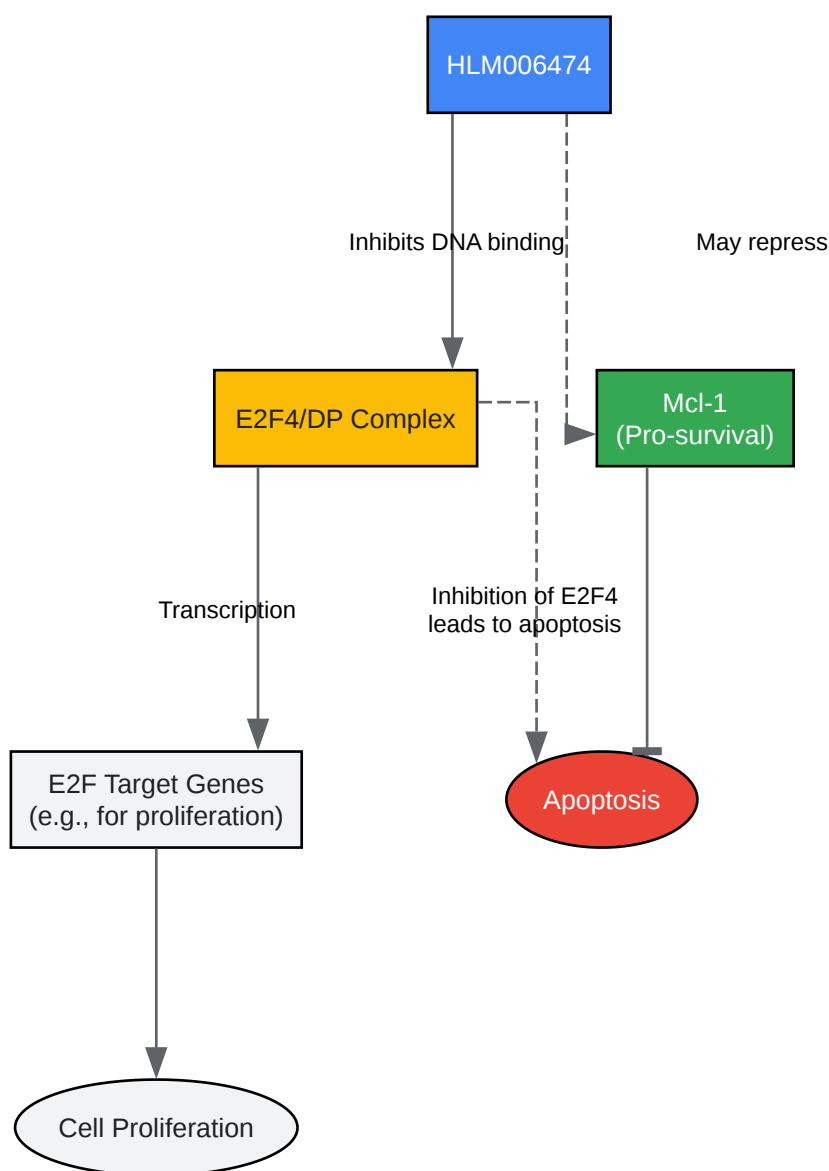 HLM006474
Inhibits DNA binding
May repress
E2F4/DP Complex
Mcl-1
(Pro-survival)
Transcription
Inhibition of E2F4
leads to apoptosis
E2F Target Genes
(e.g., for proliferation)
Apoptosis
Cell Proliferation